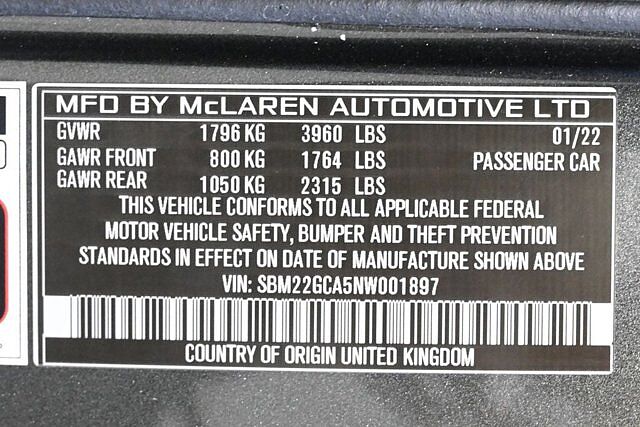 MFD BY McLAREN AUTOMOTIVE LTD
GVWR 1796 KG 3960 LBS 01/22
GAWR FRONT 800 KG 1764 LBS PASSENGER CAR
GAWR REAR 1050 KG 2315 LBS
THIS VEHICLE CONFORMS TO ALL APPLICABLE FEDERAL
MOTOR VEHICLE SAFETY, BUMPER AND THEFT PREVENTION
STANDARDS IN EFFECT ON DATE OF MANUFACTURE SHOWN ABOVE
VIN: SBM22GCA5NW001897
COUNTRY OF ORIGIN UNITED KINGDOM